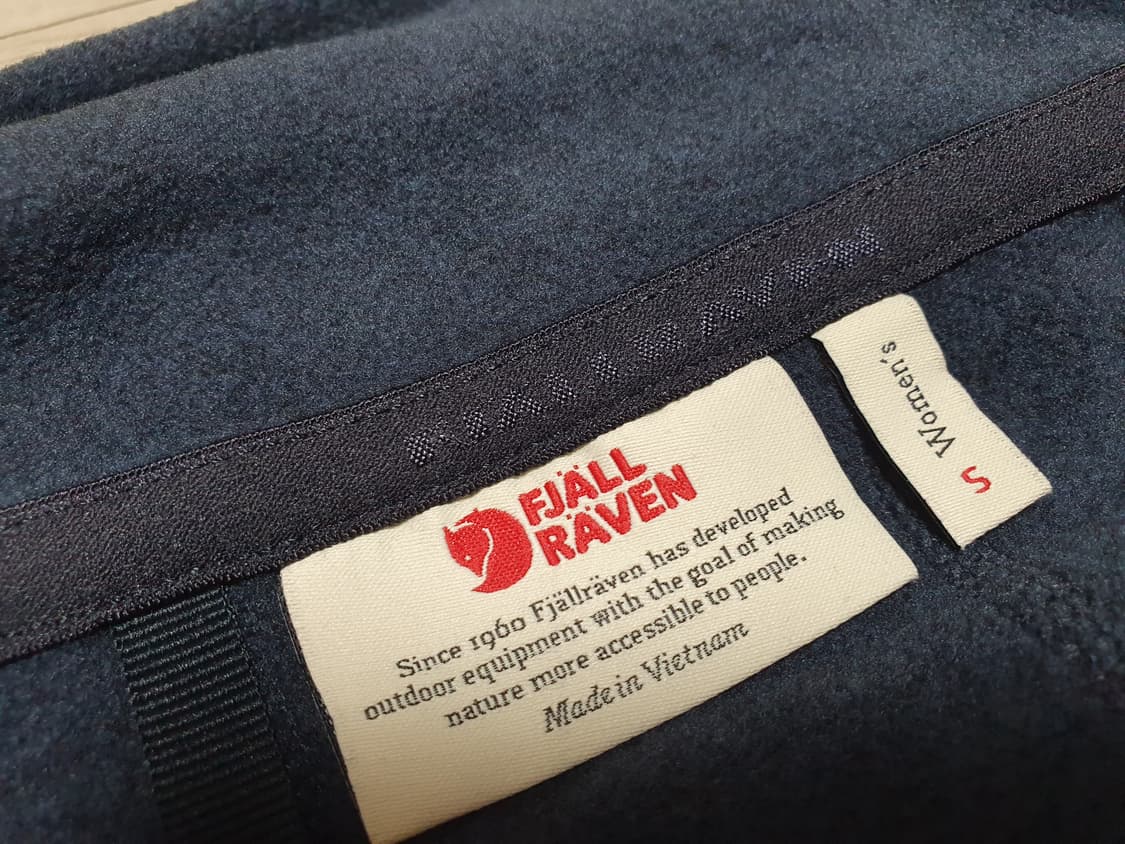 FJÄLL
RÄVEN
Since 1960 Fjällräven has developed
outdoor equipment with the goal of making
nature more accessible to people.
Made in Vietnam
Women's
S